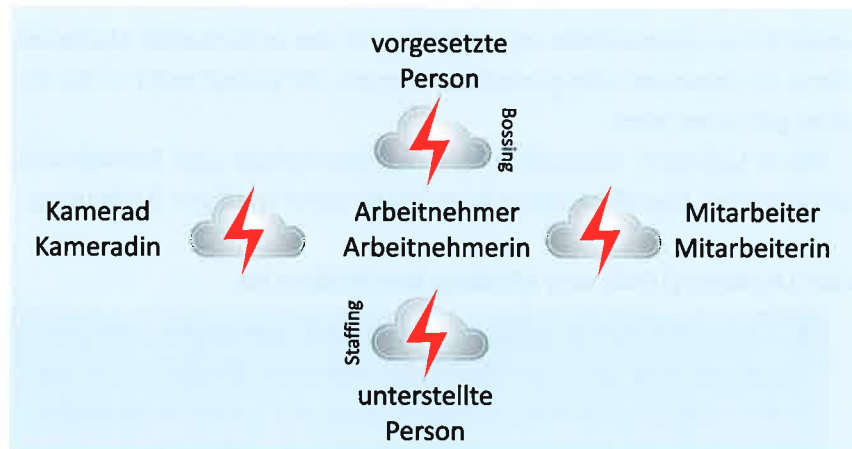 vorgesetzte
Person
Bossing
Kamerad
Kameradin
Arbeitnehmer
Arbeitnehmerin
Mitarbeiter
Mitarbeiterin
Staffing
unterstellte
Person